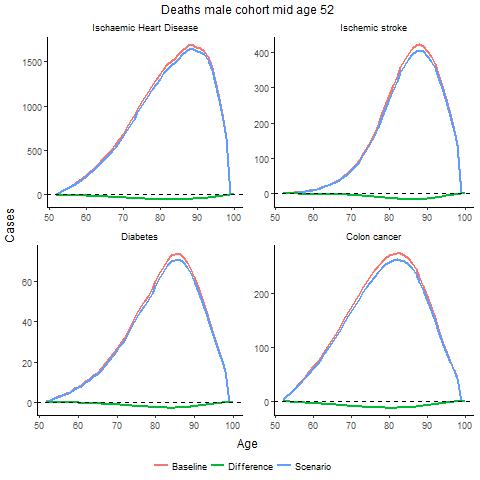 Deaths male cohort mid age 52
Ischaemic Heart Disease
Ischemic stroke
1500
1000
500
0
50 60 70 80 90 100
400
300
200
100
0
50 60 70 80 90 100
Cases
Diabetes
Colon cancer
60
40
20
0
50 60 70 80 90 100
200
100
0
50 60 70 80 90 100
Age
Baseline Difference Scenario